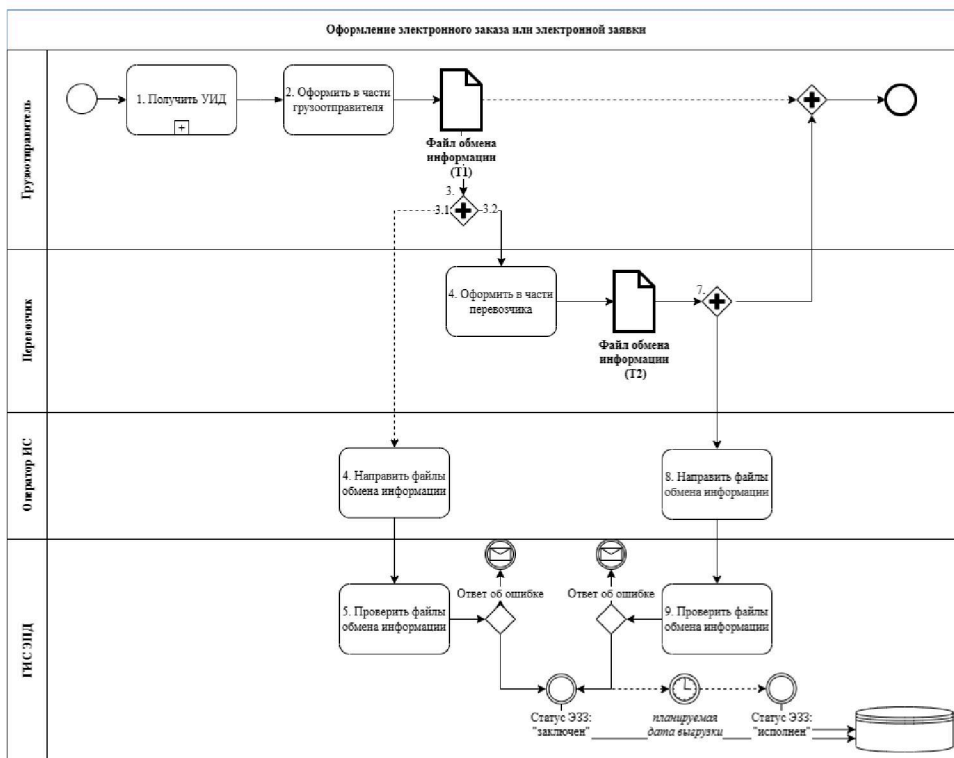 Оформление электронного заказа или электронной заявки
Грузоотправитель
1. Получить УИД
2. Оформить в части
грузоотправителя
Файл обмена
информации
(Т1)
3.
3.1
3.2
Перевозчик
4. Оформить в части
перевозчика
Файл обмена
информации
(Т2)
7.
Оператор ИС
4. Направить файлы
обмена информации
8. Направить файлы
обмена информации
ГИС ЭПД
5. Проверить файлы
обмена информации
Ответ об ошибке
Ответ об ошибке
9. Проверить файлы
обмена информации
Статус ЭЗЗ:
"заключен"
планируемая
дата выгрузки
Статус ЭЗЗ:
"исполнен"